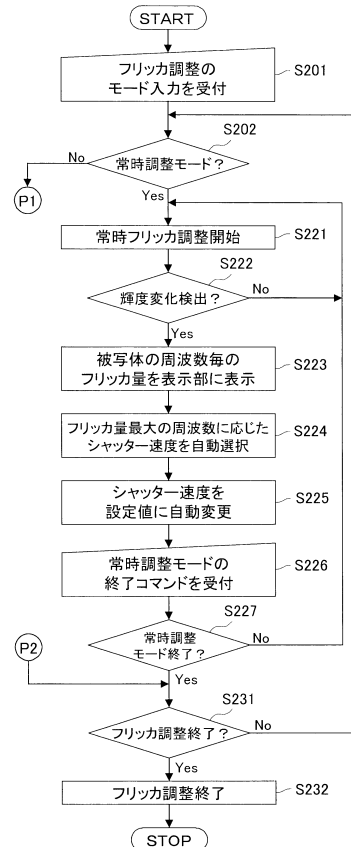 START
フリッカ調整の
モード入力を受付
S201
S202
常時調整モード？
No
Yes
P1
常時フリッカ調整開始
S221
S222
輝度変化検出？
No
Yes
被写体の周波数毎の
フリッカ量を表示部に表示
S223
フリッカ量最大の周波数に応じた
シャッター速度を自動選択
S224
シャッター速度を
設定値に自動変更
S225
常時調整モードの
終了コマンドを受付
S226
S227
常時調整
モード終了？
No
P2
Yes
S231
フリッカ調整終了？
No
Yes
フリッカ調整終了
S232
STOP